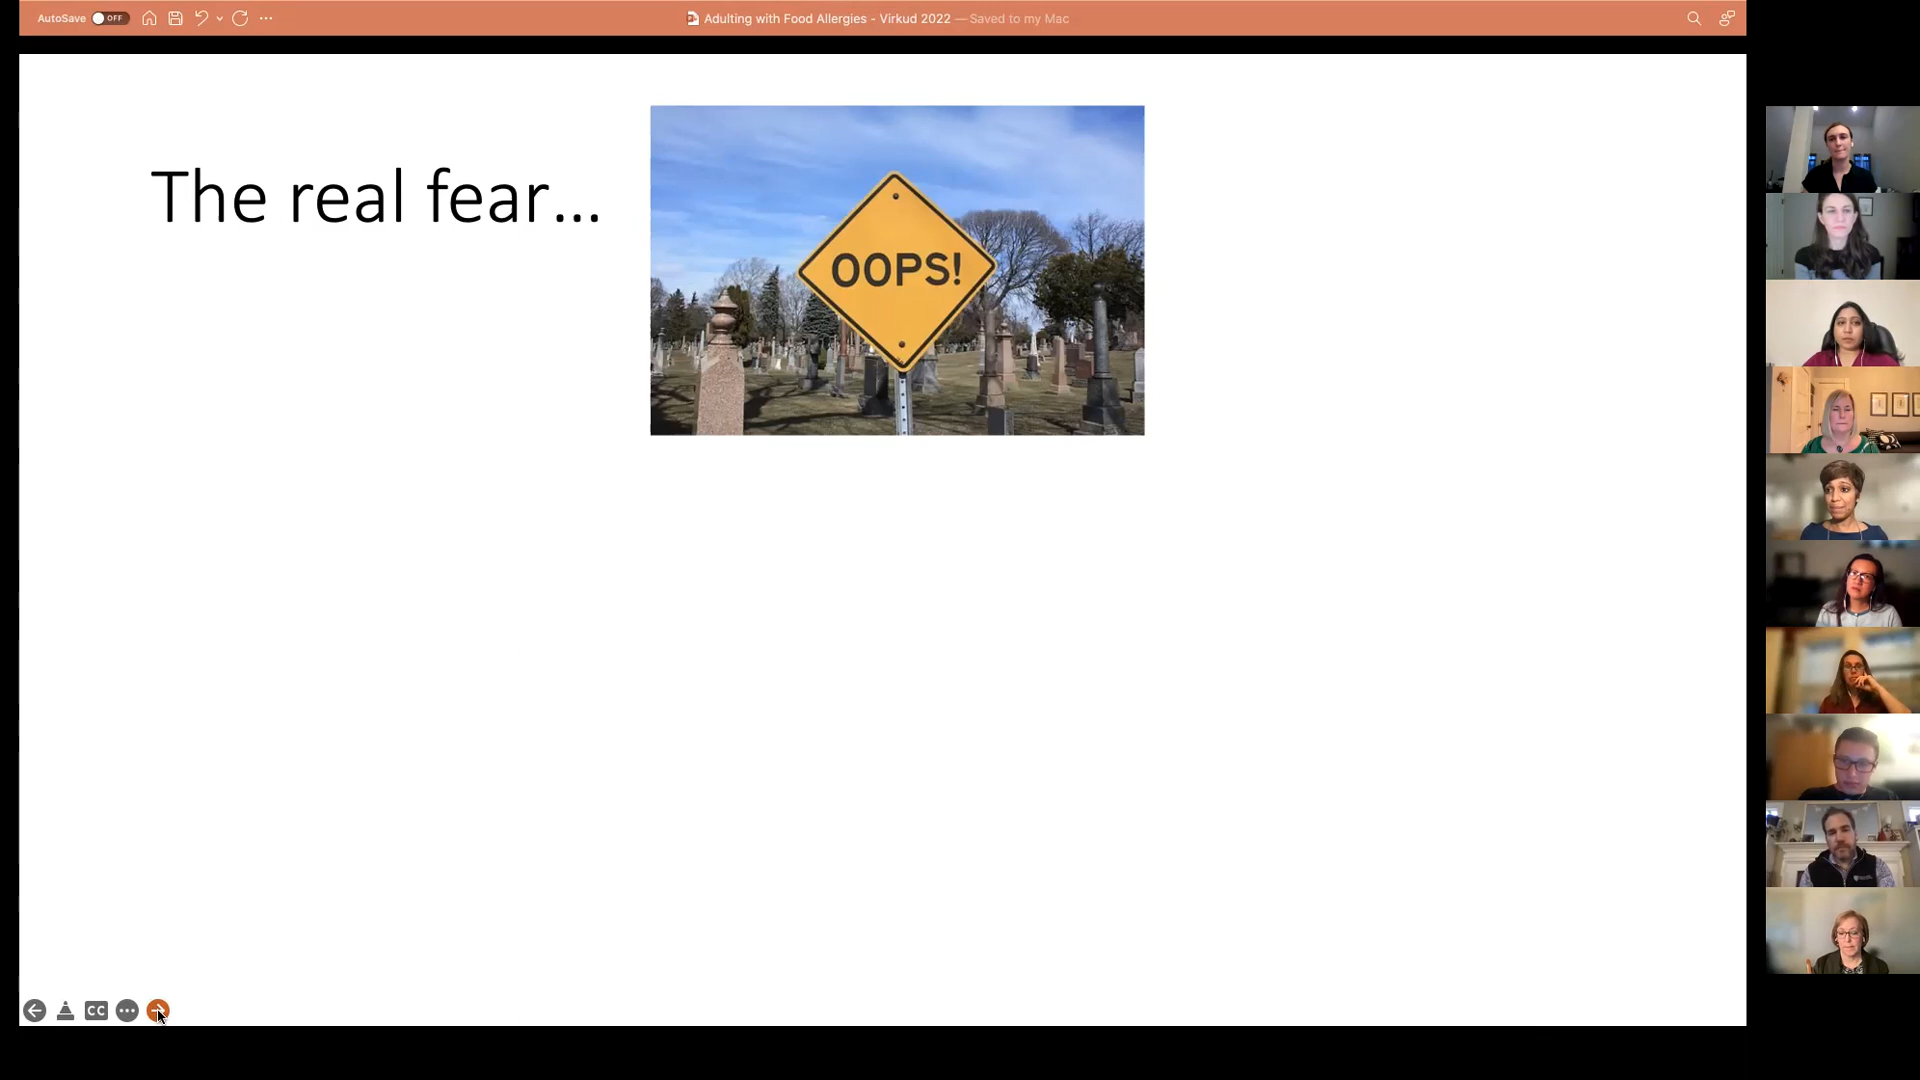 AutoSave OFF
Adulting with Food Allergies - Virkud 2022 — Saved to my Mac
The real fear...
OOPS!
CC